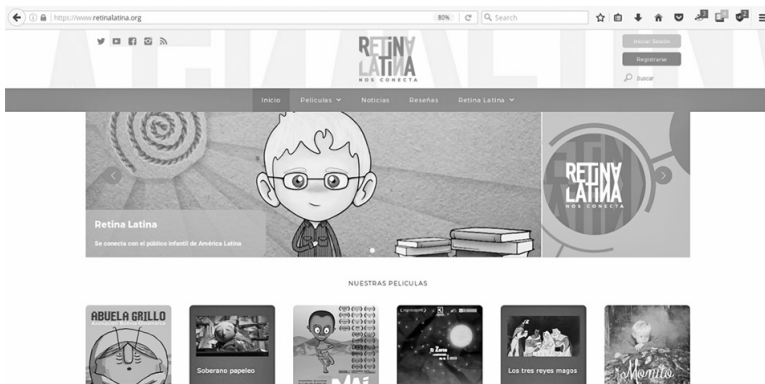 https://www.retinalatina.org
80%
Search
RETINA
LATINA
NOS CONECTA
Iniciar Sesión
Registrarse
buscar
Inicio
Películas
Noticias
Reseñas
Retina Latina
Retina Latina
Se conecta con el público infantil de América Latina
RETINA
LATINA
NOS CONECTA
NUESTRAS PELICULAS
ABUELA GRILLO
Soberano papeleo
MAÍ
Los tres reyes magos
Monito